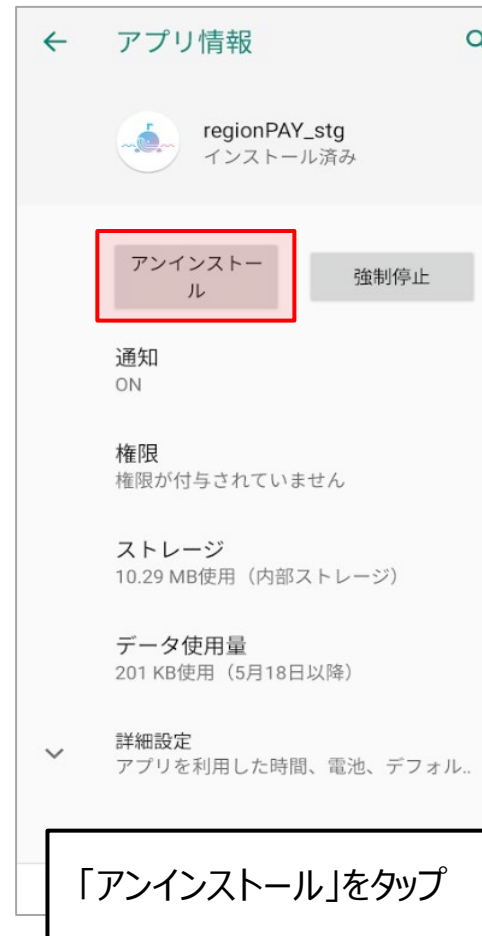 アプリ情報
regionPAY_stg
インストール済み
アンインストー
ル
強制停止
通知
ON
権限
権限が付与されていません
ストレージ
10.29 MB使用（内部ストレージ）
データ使用量
201 KB使用（5月18日以降）
詳細設定
アプリを利用した時間、電池、デフォル..
「アンインストール」をタップ